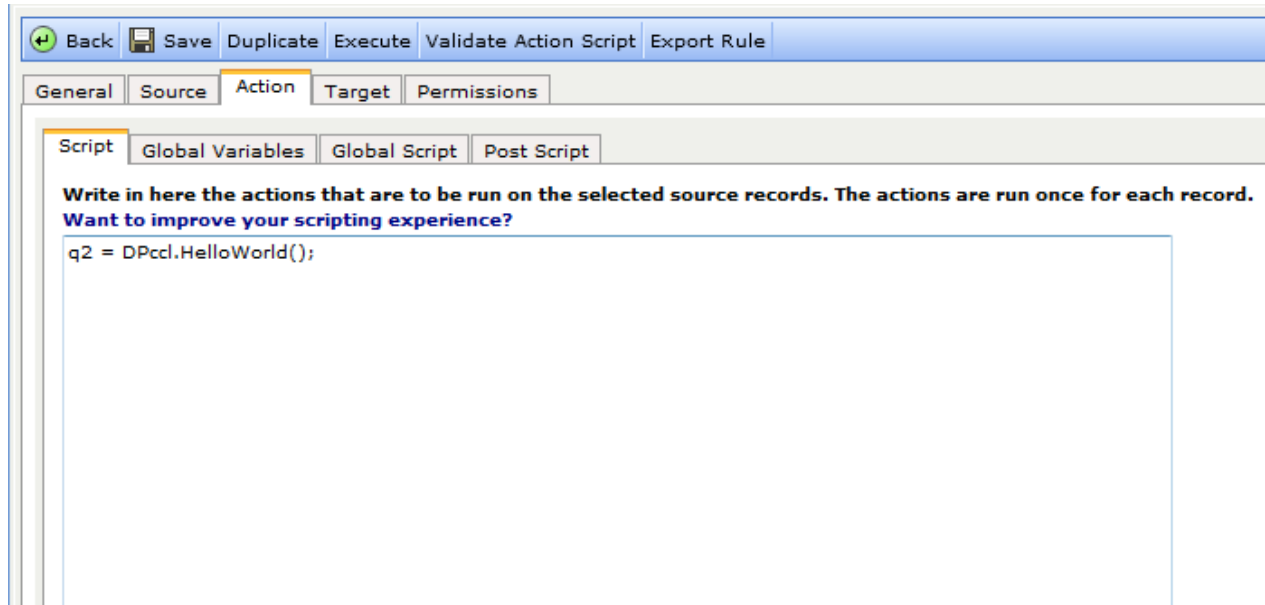 Back Save Duplicate Execute Validate Action Script Export Rule
General Source Action Target Permissions
Script Global Variables Global Script Post Script
Write in here the actions that are to be run on the selected source records. The actions are run once for each record.
Want to improve your scripting experience?
q2 = DPccl.HelloWorld();